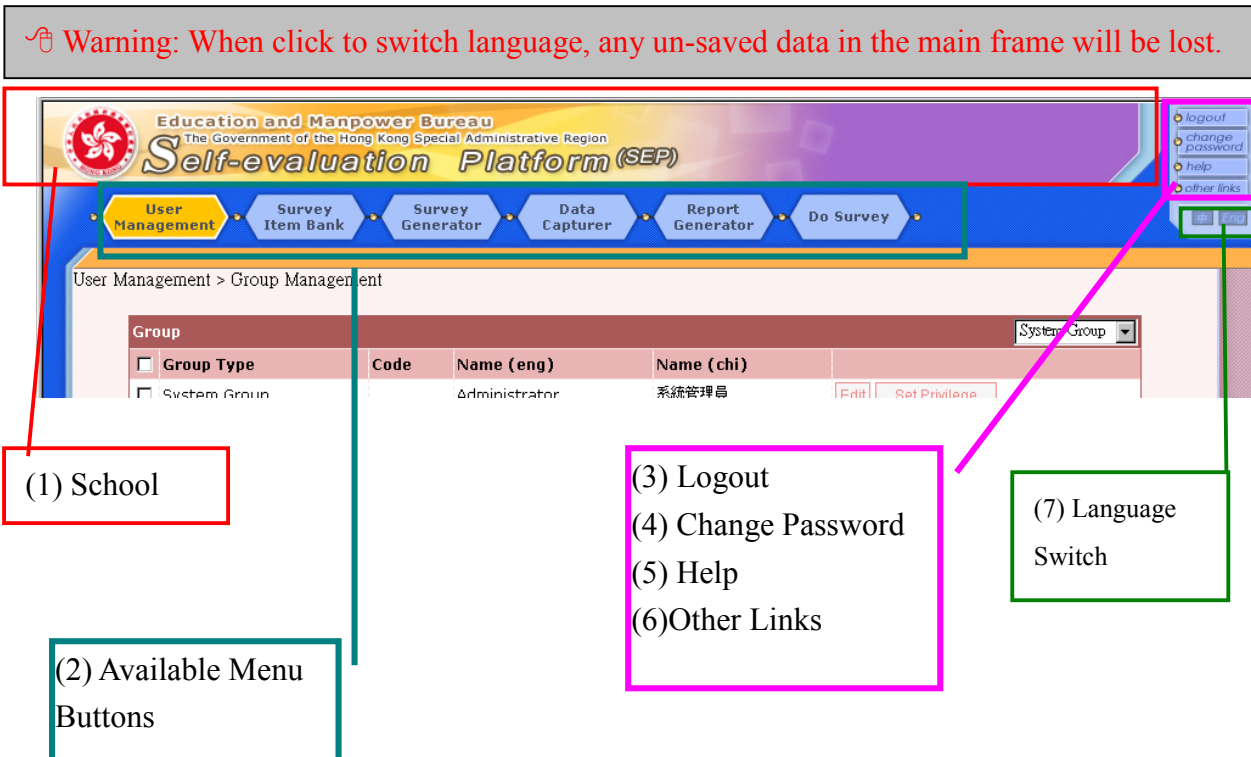 Warning: When click to switch language, any un-saved data in the main frame will be lost.
Education and Manpower Bureau
The Government of the Hong Kong Special Administrative Region
Self-evaluation Platform (SEP)
HONG KONG
logout
change
password
help
other links
中 Eng
User
Management
Survey
Item Bank
Survey
Generator
Data
Capturer
Report
Generator
Do Survey
User Management > Group Management
Group
System Group
Group Type Code Name (eng) Name (chi)
System Group Administrator 系統管理員 Edit Set Privilege
(1) School
(2) Available Menu
Buttons
(3) Logout
(4) Change Password
(5) Help
(6)Other Links
(7) Language
Switch